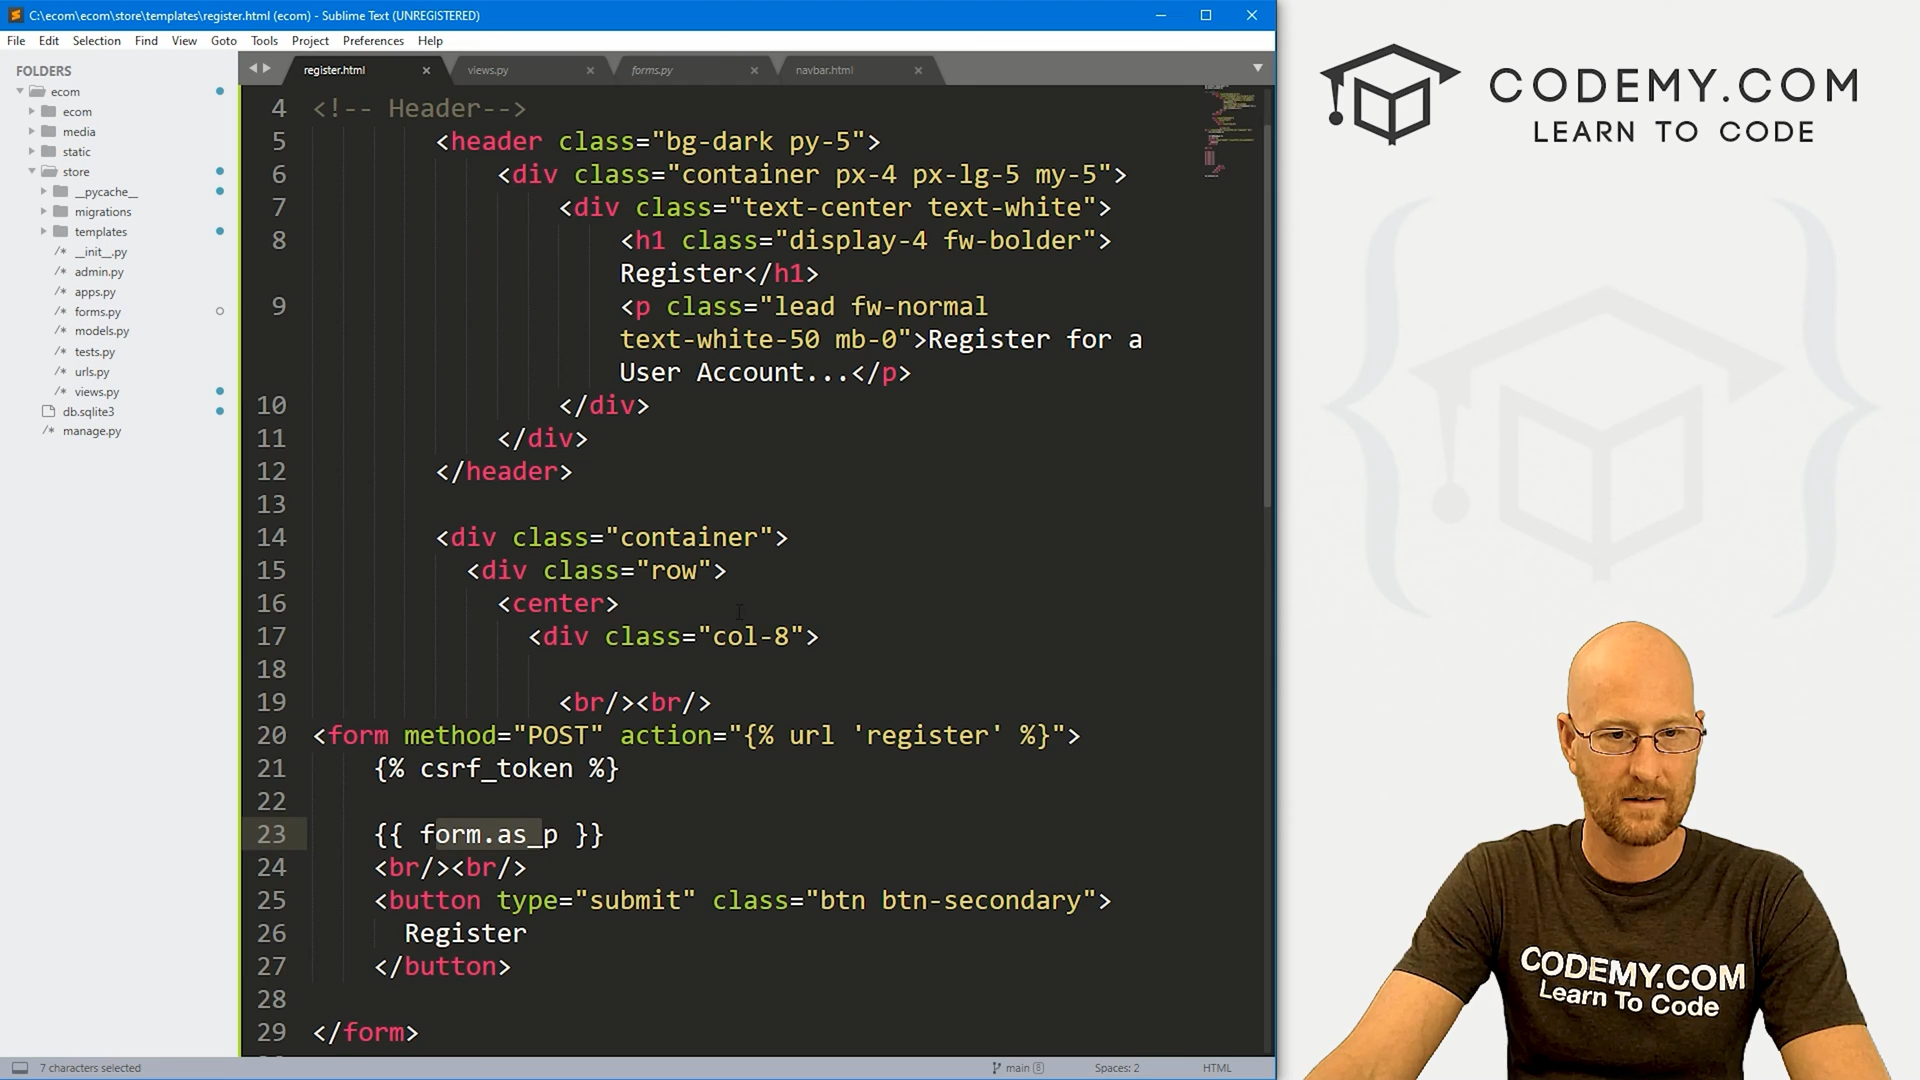 C:\ecom\ecom\store\templates\register.html (ecom) - Sublime Text (UNREGISTERED)
File Edit Selection Find View Goto Tools Project Preferences Help
FOLDERS
ecom
ecom
media
static
store
__pycache__
migrations
templates
/* __init__.py
/* admin.py
/* apps.py
/* forms.py
/* models.py
/* tests.py
/* urls.py
/* views.py
db.sqlite3
/* manage.py
register.html views.py forms.py navbar.html
4 <!-- Header-->
5 <header class="bg-dark py-5">
6 <div class="container px-4 px-lg-5 my-5">
7 <div class="text-center text-white">
8 <h1 class="display-4 fw-bolder">
Register</h1>
9 <p class="lead fw-normal
text-white-50 mb-0">Register for a
User Account...</p>
10 </div>
11 </div>
12 </header>
13
14 <div class="container">
15 <div class="row">
16 <center>
17 <div class="col-8">
18
19 <br/><br/>
20 <form method="POST" action="{% url 'register' %}">
21 {% csrf_token %}
22
23 {{ form.as_p }}
24 <br/><br/>
25 <button type="submit" class="btn btn-secondary">
26 Register
27 </button>
28
29 </form>
7 characters selected main 8 Spaces: 2 HTML
CODEMY.COM
LEARN TO CODE
CODEMY.COM
Learn To Code